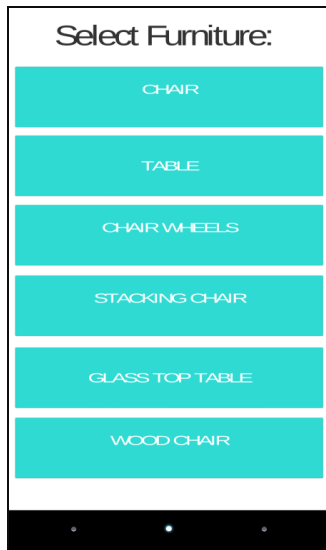 Select Furniture:
CHAIR
TABLE
CHAIR WHEELS
STACKING CHAIR
GLASS TOP TABLE
WOOD CHAIR